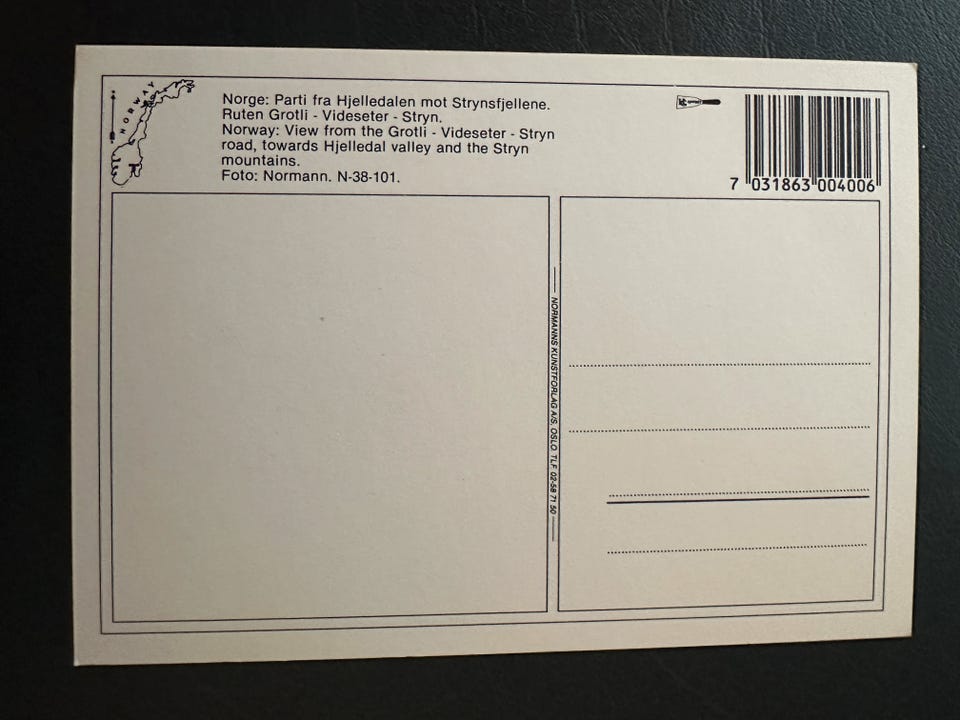 NORWAY
Norge: Parti fra Hjelledalen mot Strynsfjellene.
Ruten Grotli - Videseter - Stryn.
Norway: View from the Grotli - Videseter - Stryn
road, towards Hjelledal valley and the Stryn
mountains.
Foto: Normann. N-38-101.
7 031863 004006
NORMANNS KUNSTFORLAG A/S. OSLO. TLF. 02-58 71 50